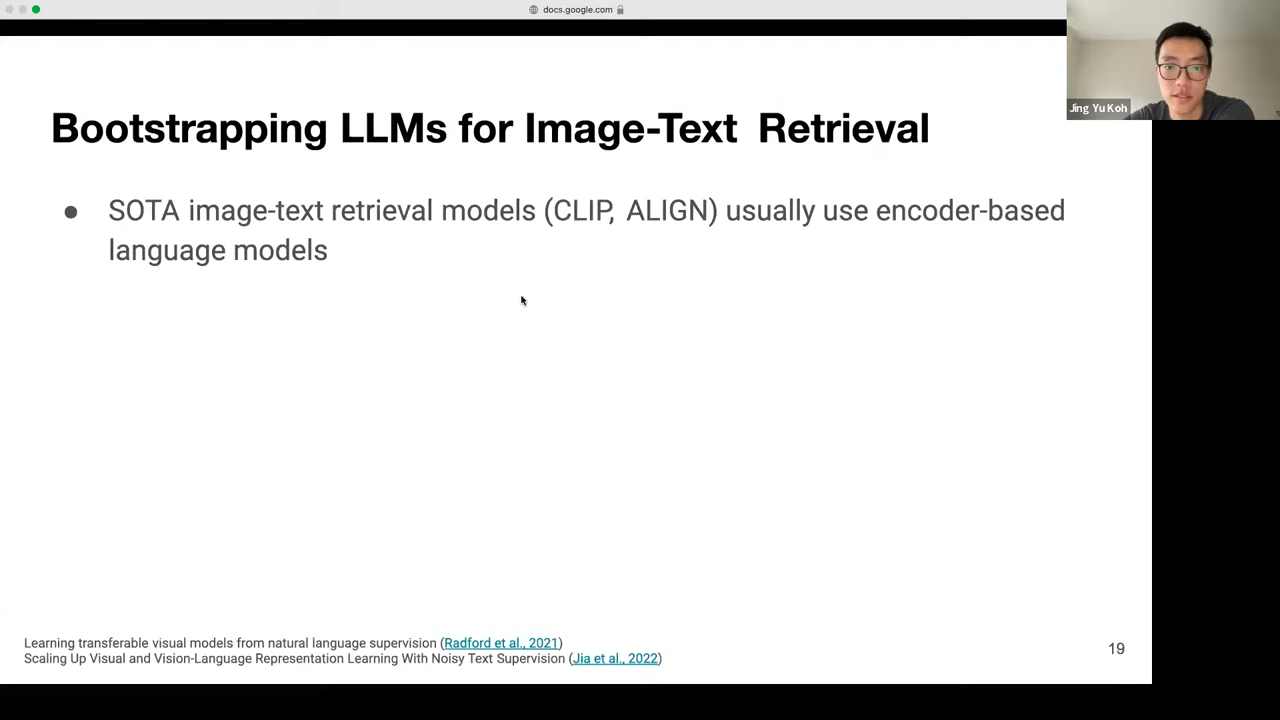 docs.google.com
Jing Yu Koh
Bootstrapping LLMs for Image-Text Retrieval
● SOTA image-text retrieval models (CLIP, ALIGN) usually use encoder-based
language models
Learning transferable visual models from natural language supervision (Radford et al., 2021)
Scaling Up Visual and Vision-Language Representation Learning With Noisy Text Supervision (Jia et al., 2022)
19